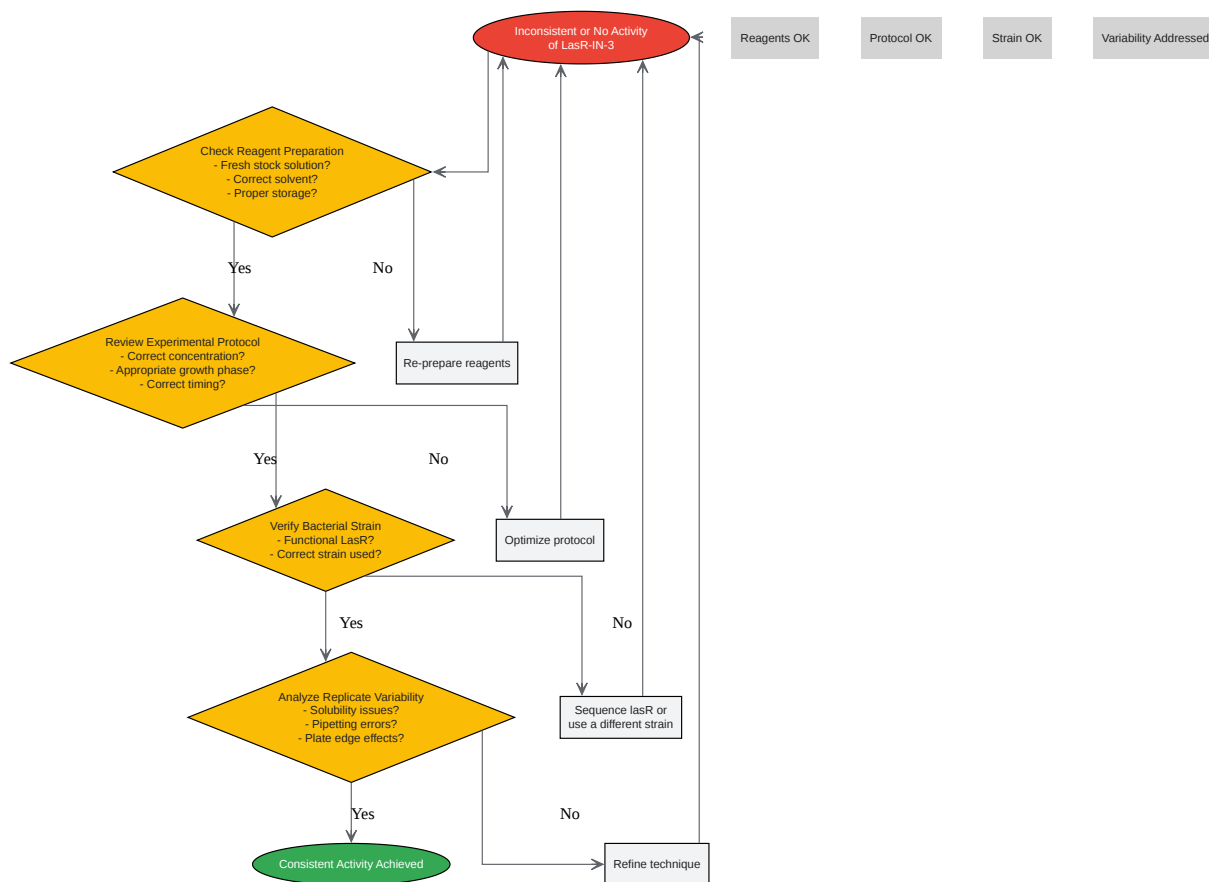 Inconsistent or No Activity
of LasR-IN-3
Reagents OK
Protocol OK
Strain OK
Variability Addressed
Check Reagent Preparation
- Fresh stock solution?
- Correct solvent?
- Proper storage?
Yes
No
Review Experimental Protocol
- Correct concentration?
- Appropriate growth phase?
- Correct timing?
Re-prepare reagents
Yes
No
Verify Bacterial Strain
- Functional LasR?
- Correct strain used?
Optimize protocol
Yes
No
Analyze Replicate Variability
- Solubility issues?
- Pipetting errors?
- Plate edge effects?
Sequence lasR or
use a different strain
Yes
No
Consistent Activity Achieved
Refine technique